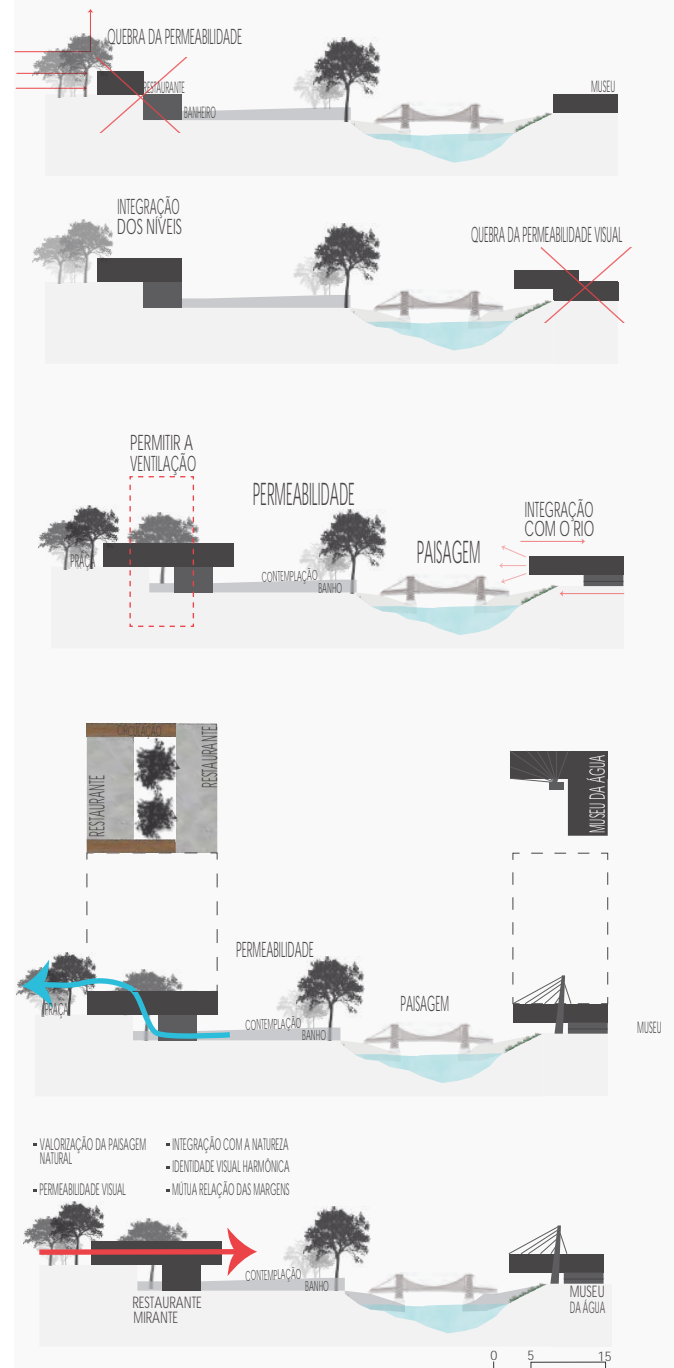 QUEBRA DA PERMEABILIDADE
RESTAURANTE
BANHEIRO
MUSEU
INTEGRAÇÃO
DOS NÍVEIS
QUEBRA DA PERMEABILIDADE VISUAL
PERMITIR A
VENTILAÇÃO
PERMEABILIDADE
INTEGRAÇÃO
COM O RIO
PAISAGEM
PRAÇA
CONTEMPLAÇÃO
BANHO
CIRCULAÇÃO
RESTAURANTE
RESTAURANTE
MUSEU DA ÁGUA
PERMEABILIDADE
PAISAGEM
PRAÇA
CONTEMPLAÇÃO
BANHO
MUSEU
- VALORIZAÇÃO DA PAISAGEM
NATURAL
- PERMEABILIDADE VISUAL
- INTEGRAÇÃO COM A NATUREZA
- IDENTIDADE VISUAL HARMÔNICA
- MÚTUA RELAÇÃO DAS MARGENS
CONTEMPLAÇÃO
BANHO
RESTAURANTE
MIRANTE
MUSEU
DA ÁGUA
0 5 15